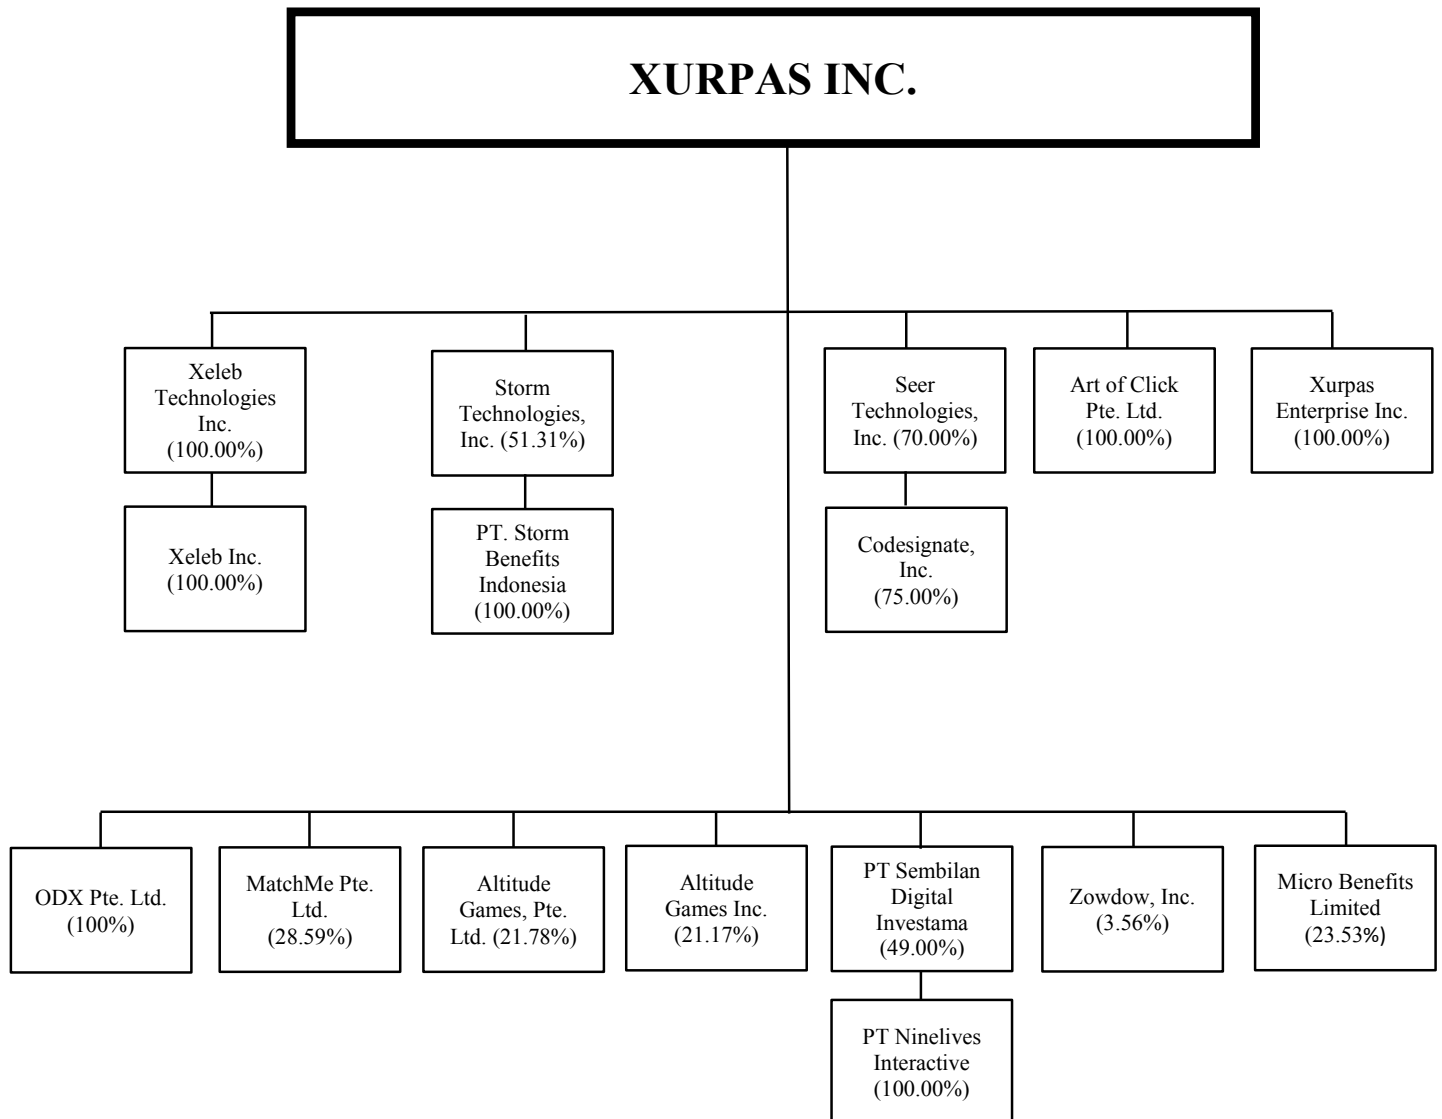 XURPAS INC.
Xeleb
Technologies
Inc.
(100.00%)
Storm
Technologies,
Inc. (51.31%)
Seer
Technologies,
Inc. (70.00%)
Art of Click
Pte. Ltd.
(100.00%)
Xurpas
Enterprise Inc.
(100.00%)
Xeleb Inc.
(100.00%)
PT. Storm
Benefits
Indonesia
(100.00%)
Codesignate,
Inc.
(75.00%)
ODX Pte. Ltd.
(100%)
MatchMe Pte.
Ltd.
(28.59%)
Altitude
Games, Pte.
Ltd. (21.78%)
Altitude
Games Inc.
(21.17%)
PT Sembilan
Digital
Investama
(49.00%)
Zowdow, Inc.
(3.56%)
Micro Benefits
Limited
(23.53%)
PT Ninelives
Interactive
(100.00%)